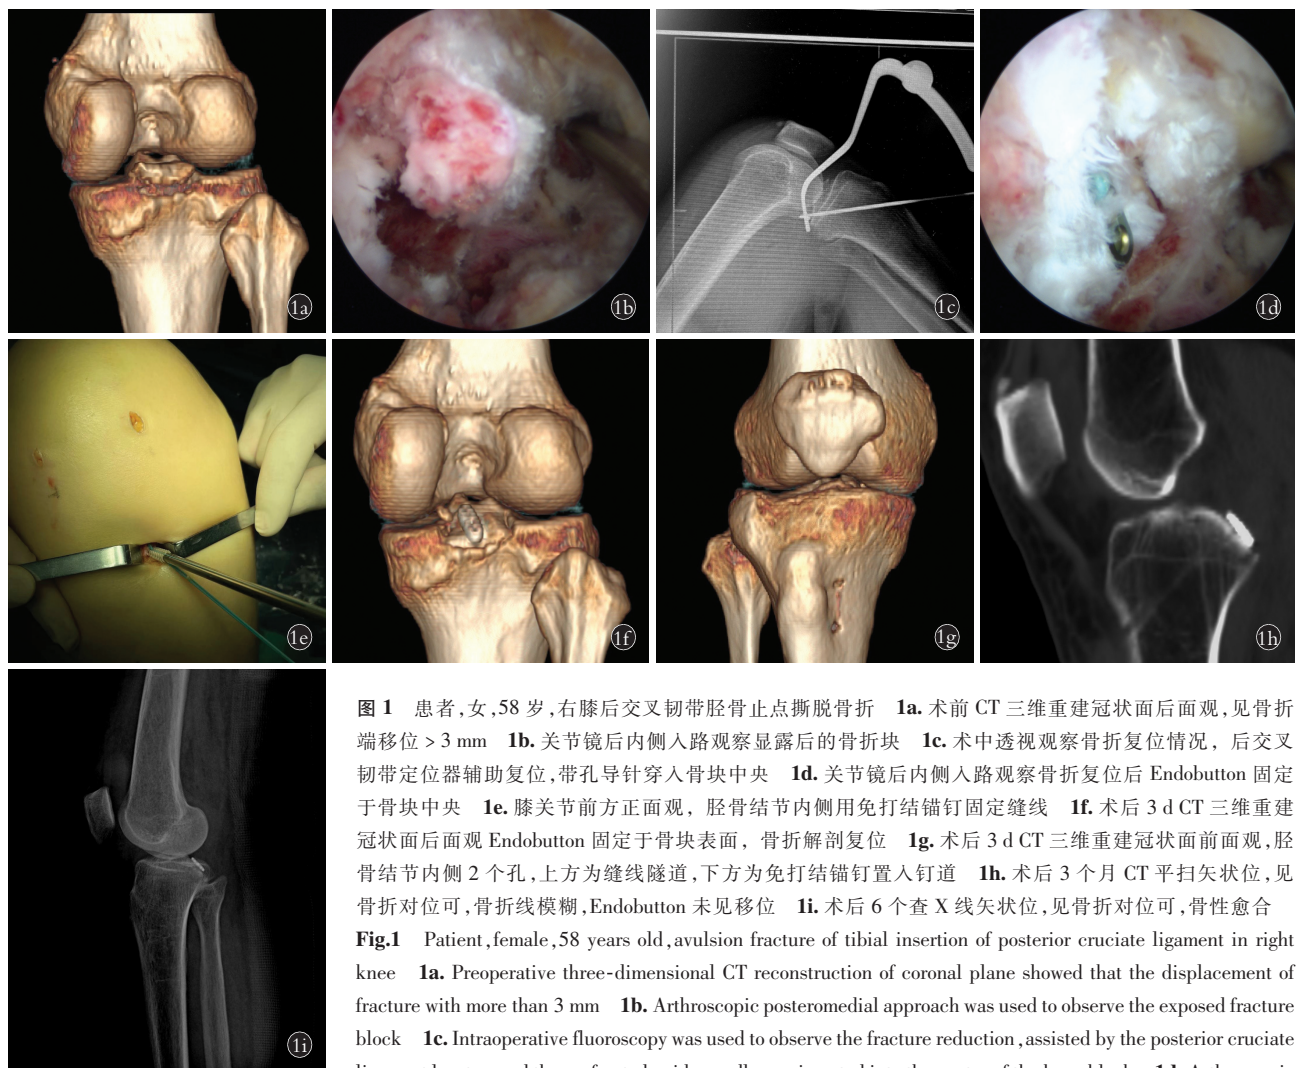 1a
1b
1c
1d
1e
1f
1g
1h
1i
图 1 患者,女,58 岁,右膝后交叉韧带胫骨止点撕脱骨折 1a. 术前 CT 三维重建冠状面后面观,见骨折
端移位 > 3 mm 1b. 关节镜后内侧入路观察显露后的骨折块 1c. 术中透视观察骨折复位情况, 后交叉
韧带定位器辅助复位,带孔导针穿入骨块中央 1d. 关节镜后内侧入路观察骨折复位后 Endobutton 固定
于骨块中央 1e. 膝关节前方正面观, 胫骨结节内侧用免打结锚钉固定缝线 1f. 术后 3 d CT 三维重建
冠状面后面观 Endobutton 固定于骨块表面, 骨折解剖复位 1g. 术后 3 d CT 三维重建冠状面前面观,胫
骨结节内侧 2 个孔,上方为缝线隧道,下方为免打结锚钉置入钉道 1h. 术后 3 个月 CT 平扫矢状位,见
骨折对位可,骨折线模糊,Endobutton 未见移位 1i. 术后 6 个查 X 线矢状位,见骨折对位可,骨性愈合
Fig.1 Patient,female,58 years old,avulsion fracture of tibial insertion of posterior cruciate ligament in right
knee 1a. Preoperative three-dimensional CT reconstruction of coronal plane showed that the displacement of
fracture with more than 3 mm 1b. Arthroscopic posteromedial approach was used to observe the exposed fracture
block 1c. Intraoperative fluoroscopy was used to observe the fracture reduction,assisted by the posterior cruciate